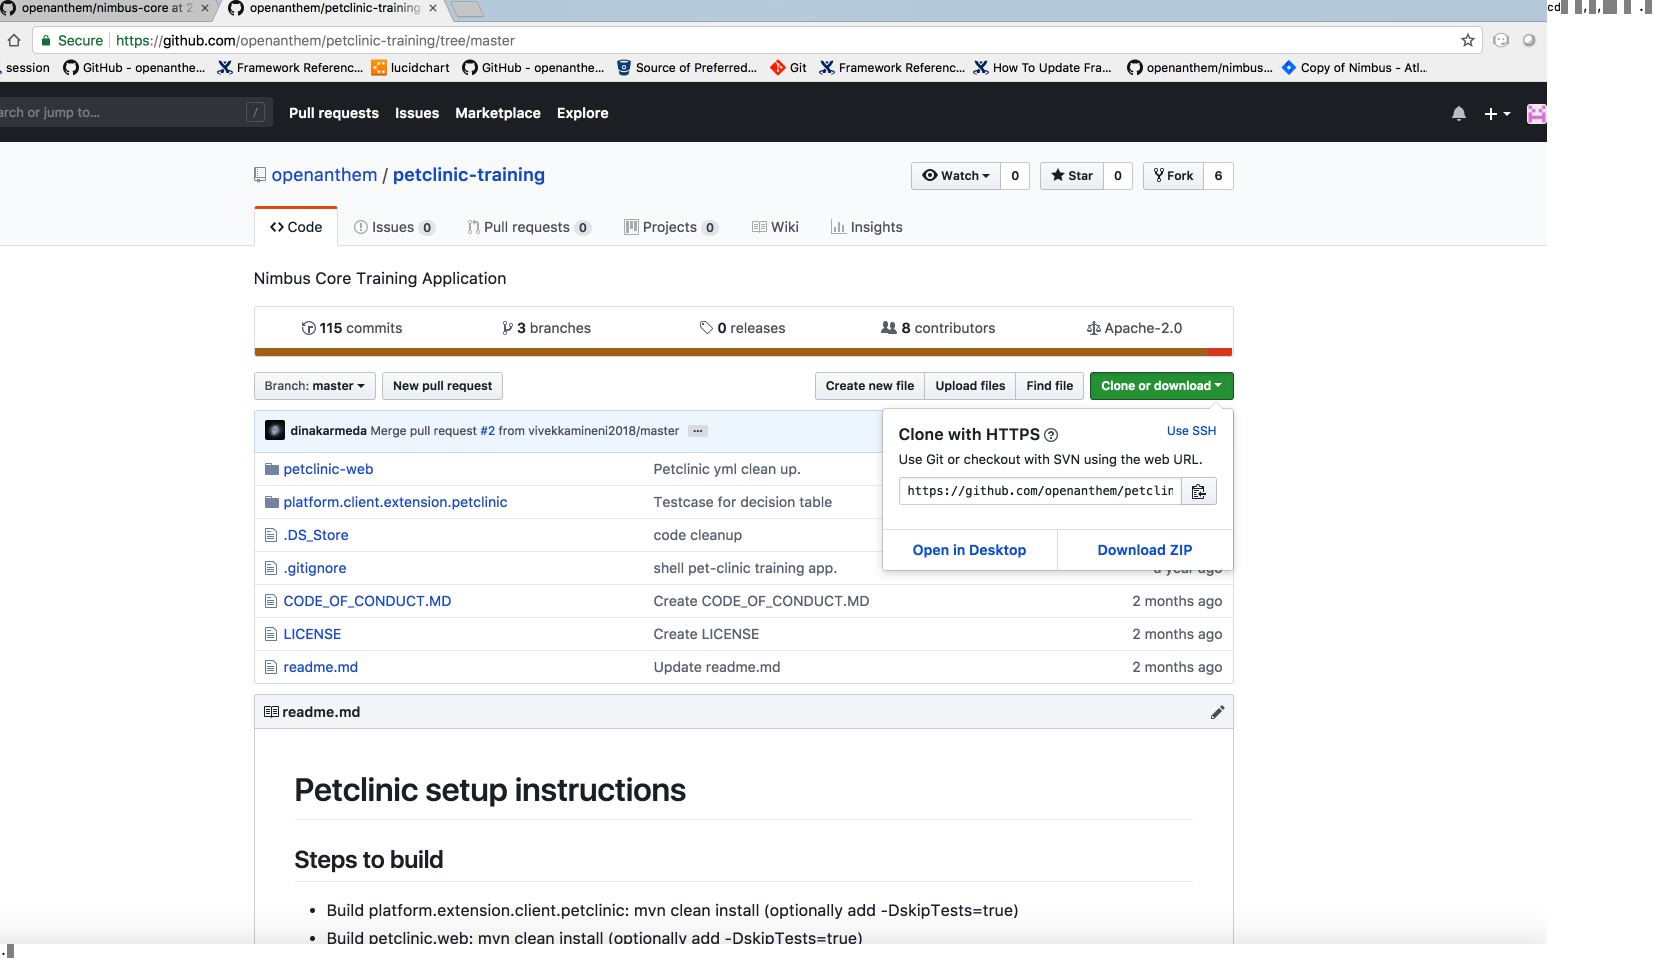 openanthem/nimbus-core at 2 ×
openanthem/petclinic-training ×
Secure https://github.com/openanthem/petclinic-training/tree/master
session GitHub - openanthe... Framework Referenc... lucidchart GitHub - openanthe... Source of Preferred... Git Framework Referenc... How To Update Fra... openanthem/nimbus... Copy of Nimbus - Atl...
arch or jump to... / Pull requests Issues Marketplace Explore
openanthem / petclinic-training
Watch 0 Star 0 Fork 6
Code Issues 0 Pull requests 0 Projects 0 Wiki Insights
Nimbus Core Training Application
115 commits 3 branches 0 releases 8 contributors Apache-2.0
Branch: master New pull request Create new file Upload files Find file Clone or download
dinakarmeda Merge pull request #2 from vivekkamineni2018/master ...
Clone with HTTPS Use SSH
Use Git or checkout with SVN using the web URL.
https://github.com/openanthem/petclin
Open in Desktop Download ZIP
petclinic-web Petclinic yml clean up.
platform.client.extension.petclinic Testcase for decision table
.DS_Store code cleanup
.gitignore shell pet-clinic training app. a year ago
CODE_OF_CONDUCT.MD Create CODE_OF_CONDUCT.MD 2 months ago
LICENSE Create LICENSE 2 months ago
readme.md Update readme.md 2 months ago
readme.md
Petclinic setup instructions
Steps to build
• Build platform.extension.client.petclinic: mvn clean install (optionally add -DskipTests=true)
• Build petclinic.web: mvn clean install (optionally add -DskipTests=true)